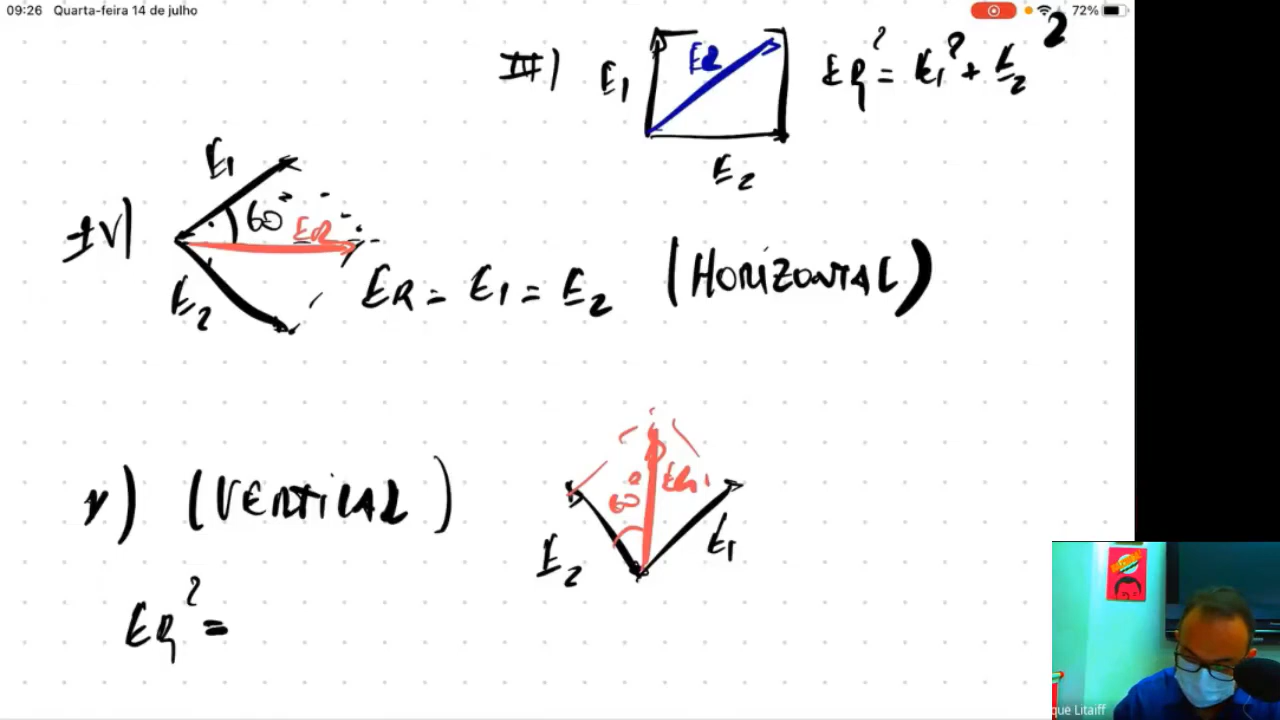 09:26 Quarta-feira 14 de julho
72%
III) E1 ER E2 ER² = E1² + E2²
IV) E1 60° ER E2
ER = E1 = E2 (HORIZONTAL)
V) (VERTICAL)
E2 60° ER E1
ER² =
que Litaiff